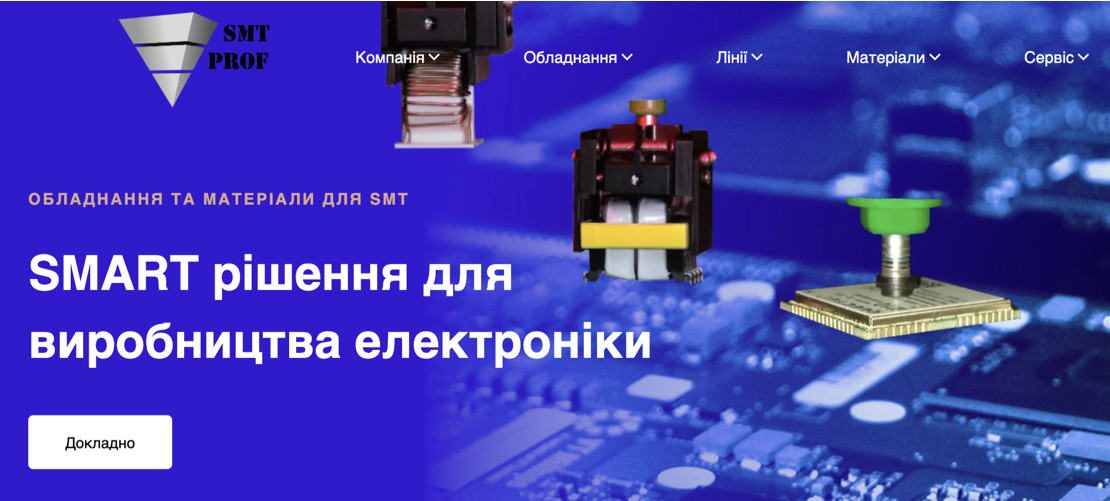 SMT
PROF
Компанія
Обладнання
Лінії
Матеріали
Сервіс
ОБЛАДНАННЯ ТА МАТЕРІАЛИ ДЛЯ SMT
SMART рішення для
виробництва електроніки
Докладно